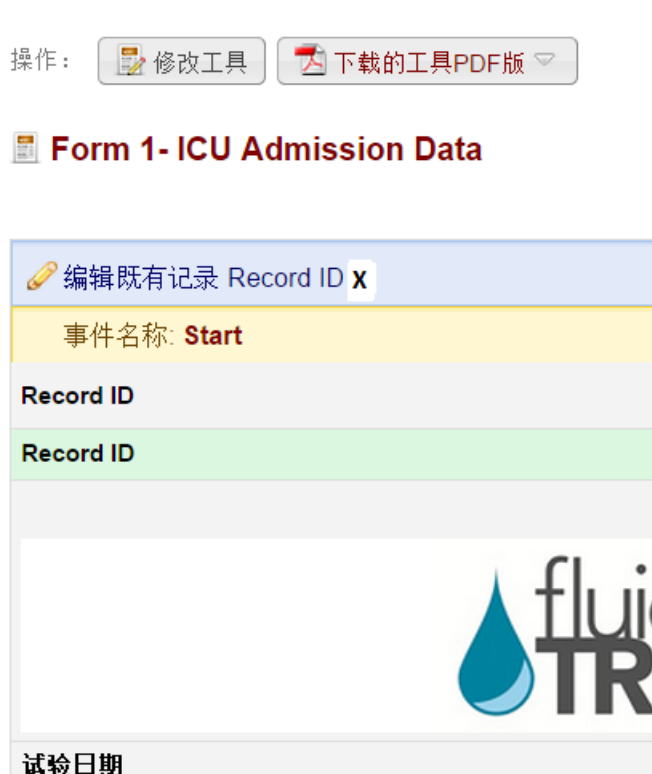 操作： 修改工具 下载的工具PDF版
Form 1- ICU Admission Data
编辑既有记录 Record ID X
事件名称: Start
Record ID
Record ID
flui
TR
试验日期